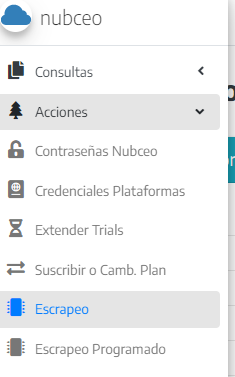 nubceo
Consultas
Acciones
Contraseñas Nubceo
Credenciales Plataformas
Extender Trials
Suscribir o Camb. Plan
Escrapeo
Escrapeo Programado